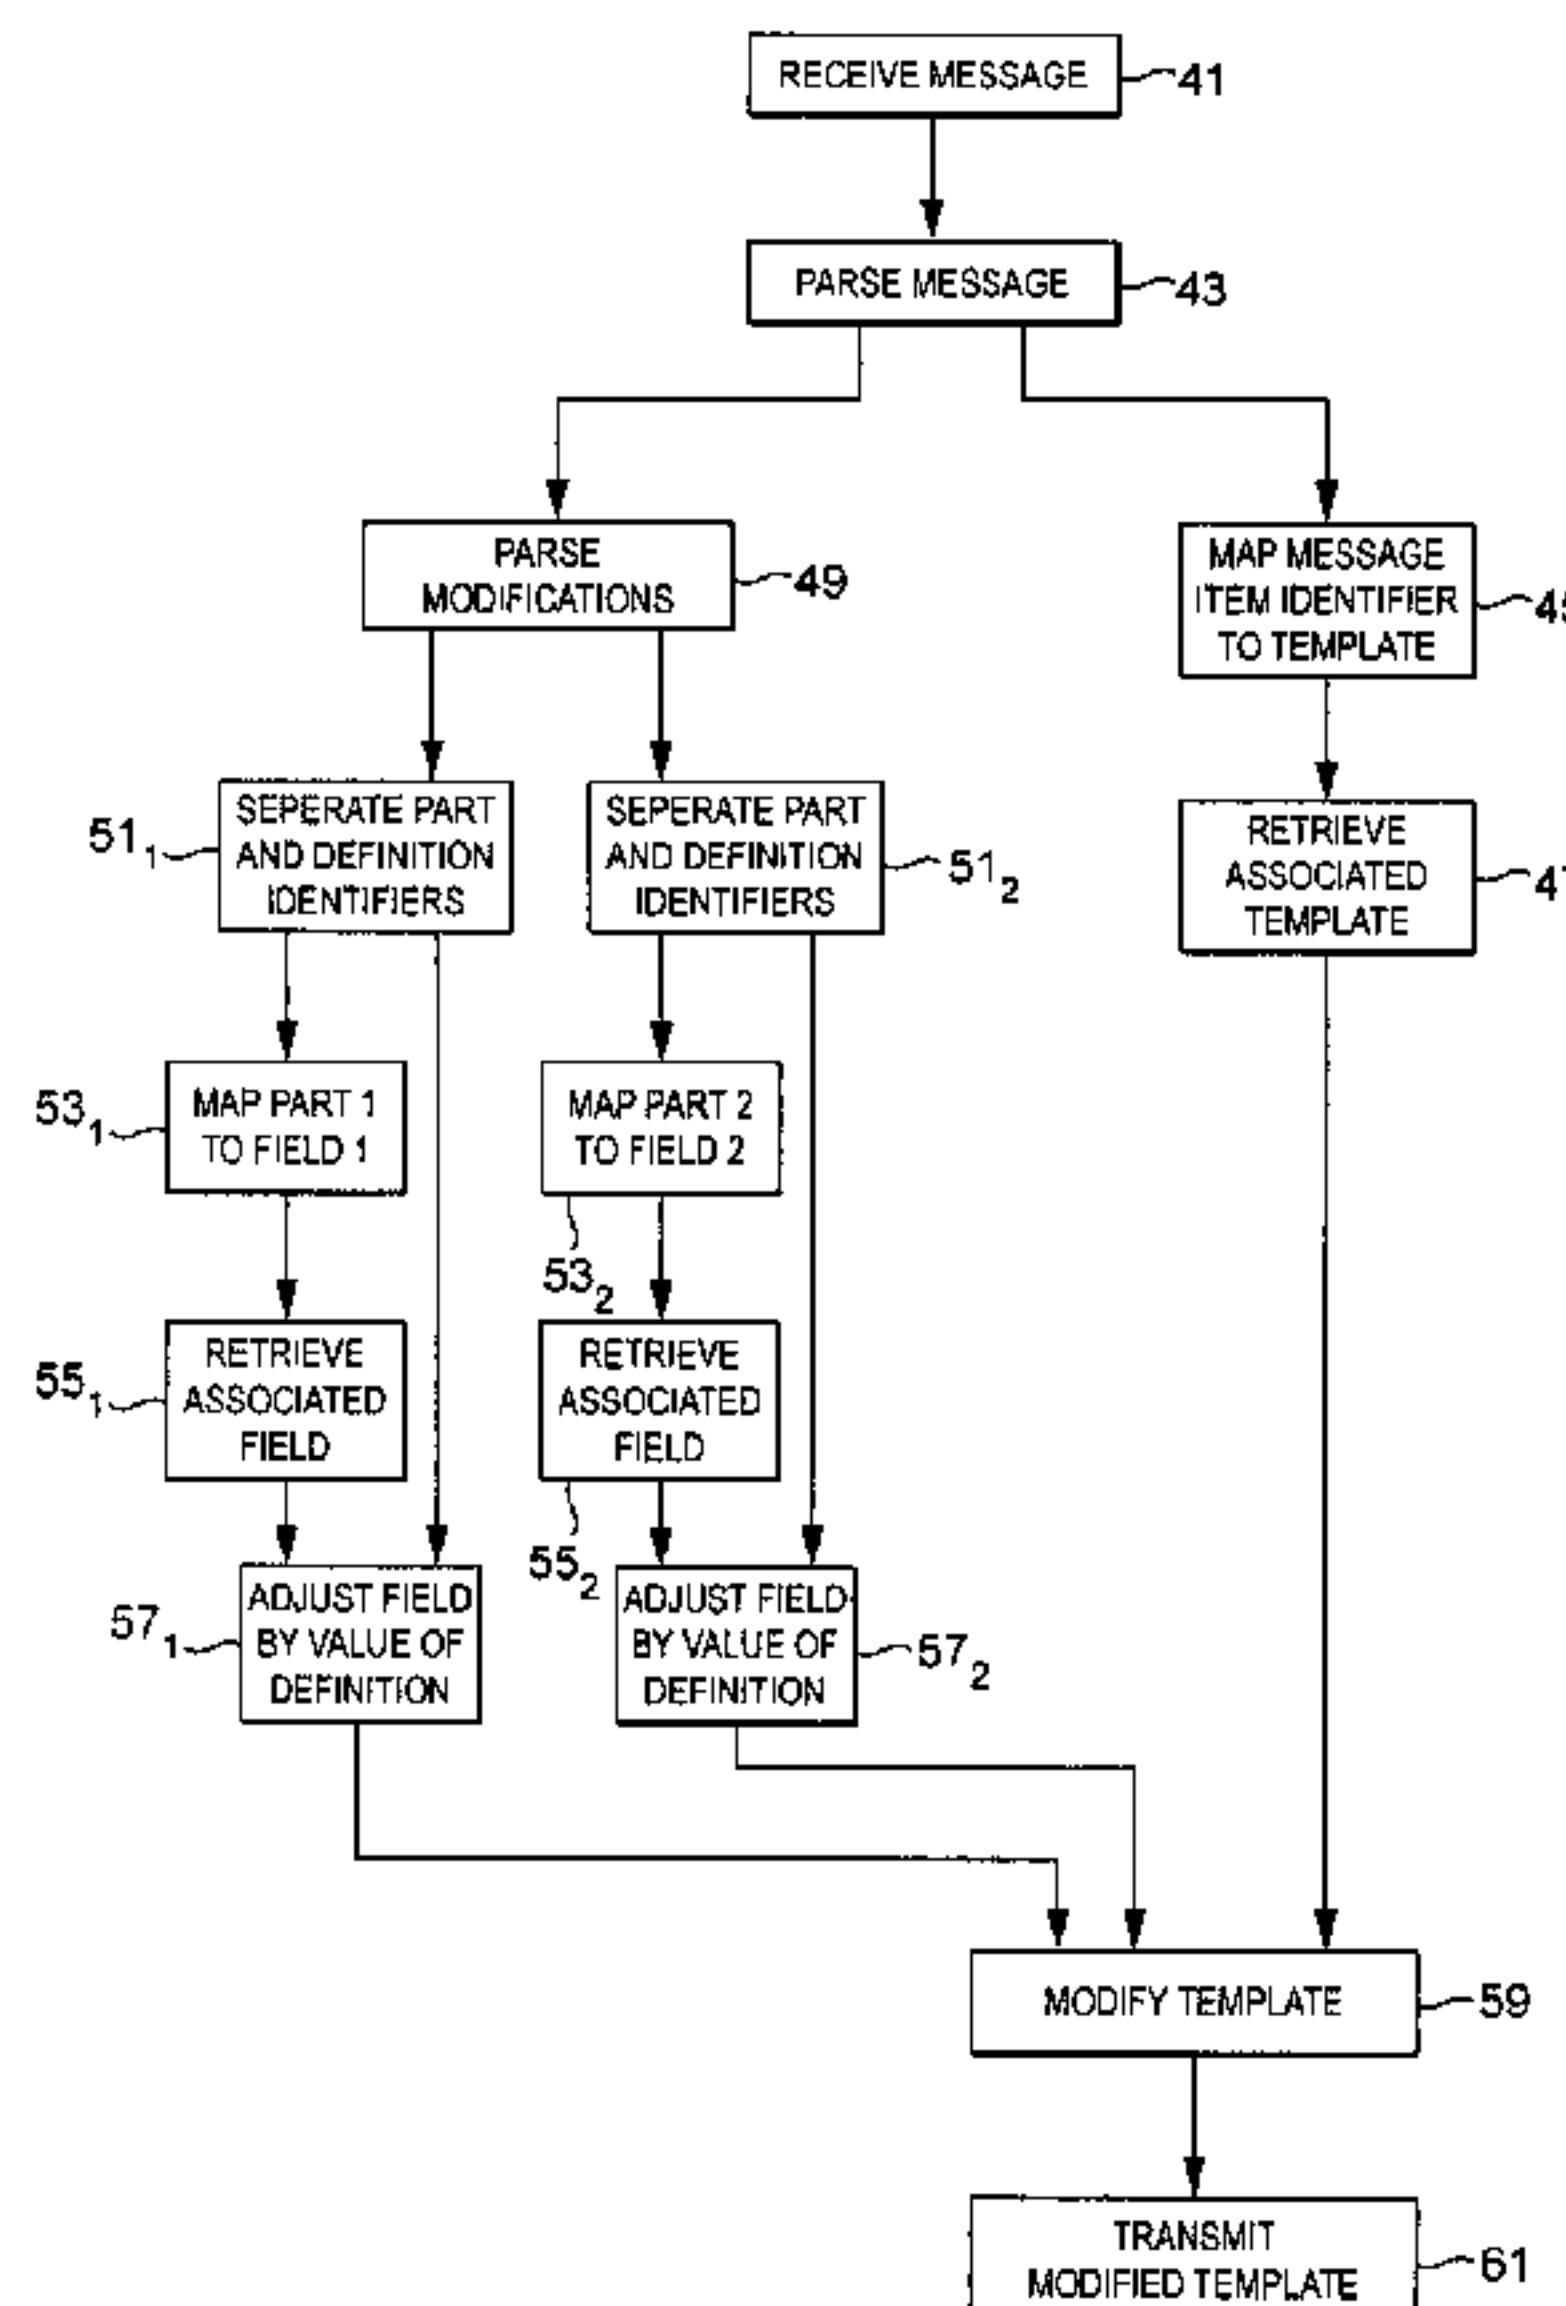 RECEIVE MESSAGE
41
PARSE MESSAGE
43
PARSE
MODIFICATIONS
49
MAP MESSAGE
ITEM IDENTIFIER
TO TEMPLATE
SEPERATE PART
AND DEFINITION
IDENTIFIERS
51 1
SEPERATE PART
AND DEFINITION
IDENTIFIERS
51 2
RETRIEVE
ASSOCIATED
TEMPLATE
MAP PART 1
TO FIELD 1
53 1
MAP PART 2
TO FIELD 2
53 2
RETRIEVE
ASSOCIATED
FIELD
55 1
RETRIEVE
ASSOCIATED
FIELD
55 2
ADJUST FIELD
BY VALUE OF
DEFINITION
57 1
ADJUST FIELD
BY VALUE OF
DEFINITION
57 2
MODIFY TEMPLATE
59
TRANSMIT
MODIFIED TEMPLATE
61